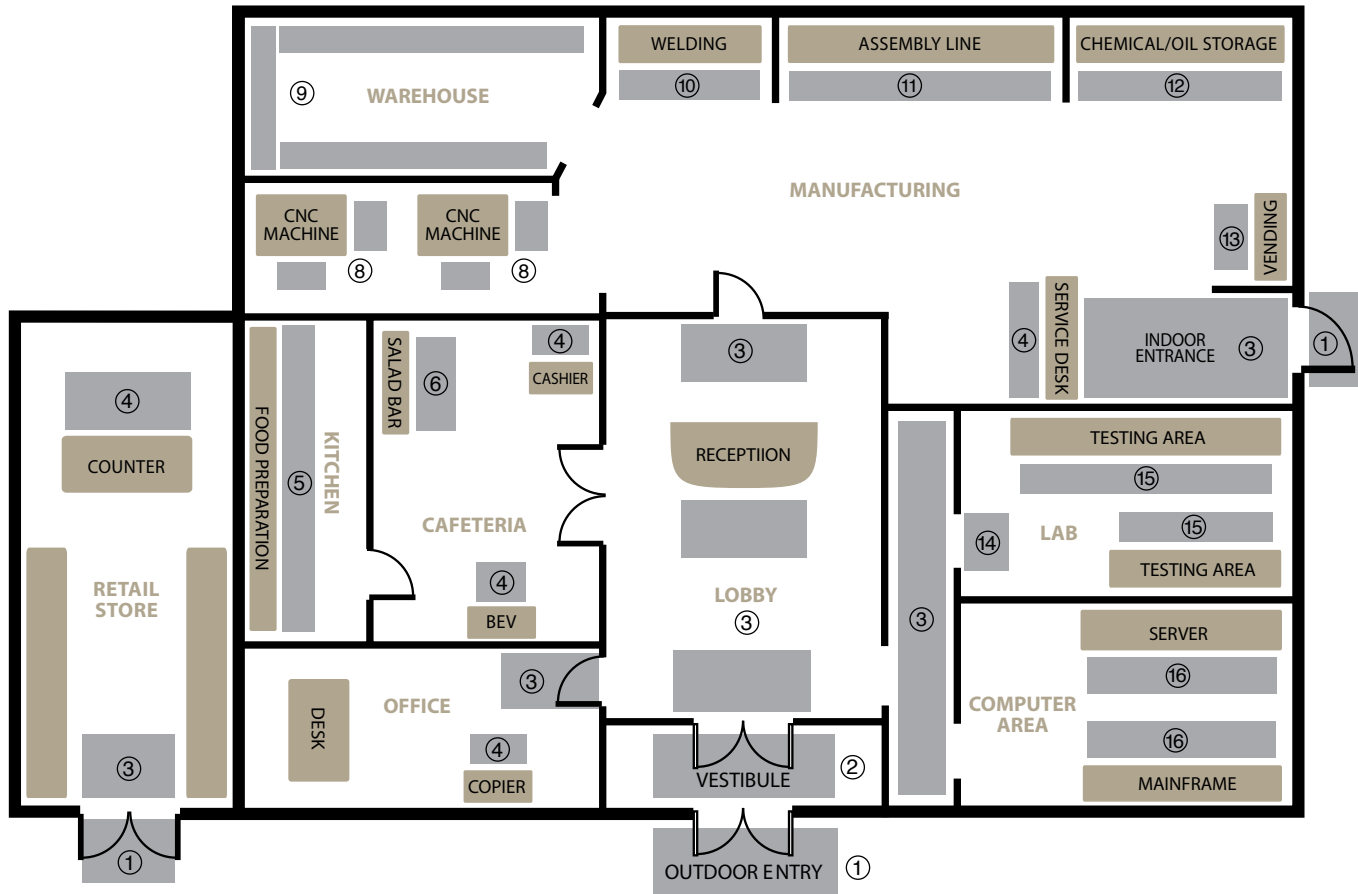 WELDING
ASSEMBLY LINE
CHEMICAL/OIL STORAGE
⑨
WAREHOUSE
⑩
⑪
⑫
MANUFACTURING
CNC
MACHINE
CNC
MACHINE
⑧
⑧
⑬
VENDING
④
SERVICE DESK
INDOOR
ENTRANCE
③
①
④
COUNTER
RETAIL
STORE
③
①
FOOD PREPARATION
⑤
KITCHEN
SALAD BAR
⑥
④
CASHIER
CAFETERIA
④
BEV
③
RECEPTIION
LOBBY
③
③
TESTING AREA
⑮
⑭
LAB
⑮
TESTING AREA
SERVER
⑯
COMPUTER
AREA
⑯
MAINFRAME
OFFICE
③
DESK
④
COPIER
VESTIBULE
②
OUTDOOR ENTRY
①